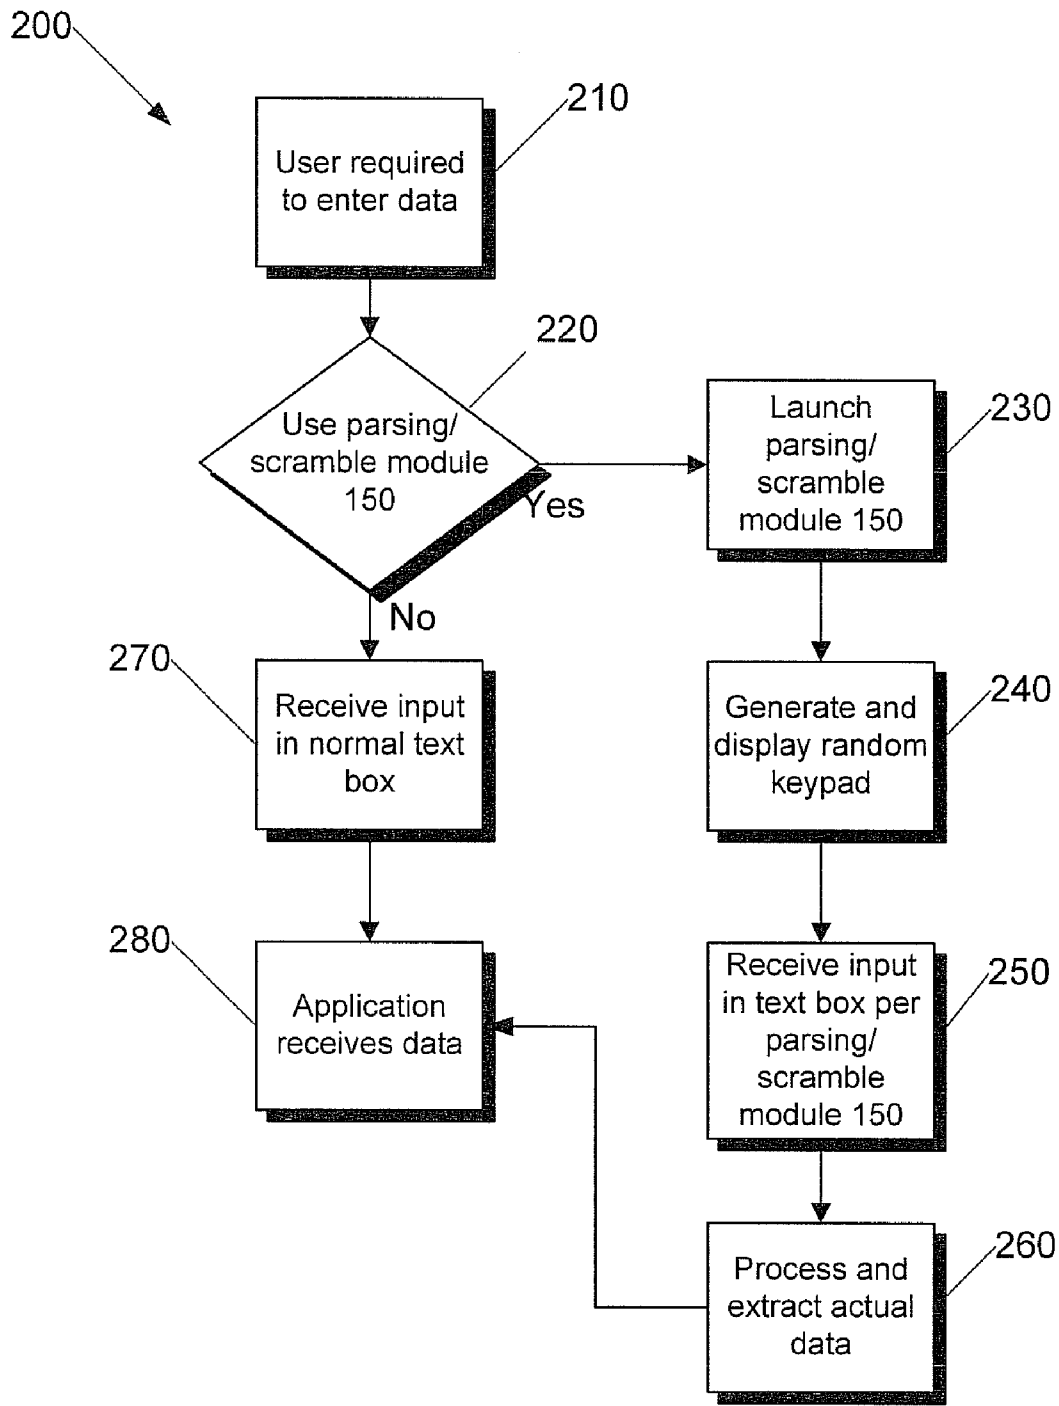 200
210
User required
to enter data
220
Use parsing/
scramble module
150
Yes
No
230
Launch
parsing/
scramble
module 150
240
Generate and
display random
keypad
250
Receive input
in text box per
parsing/
scramble
module 150
260
Process and
extract actual
data
270
Receive input
in normal text
box
280
Application
receives data